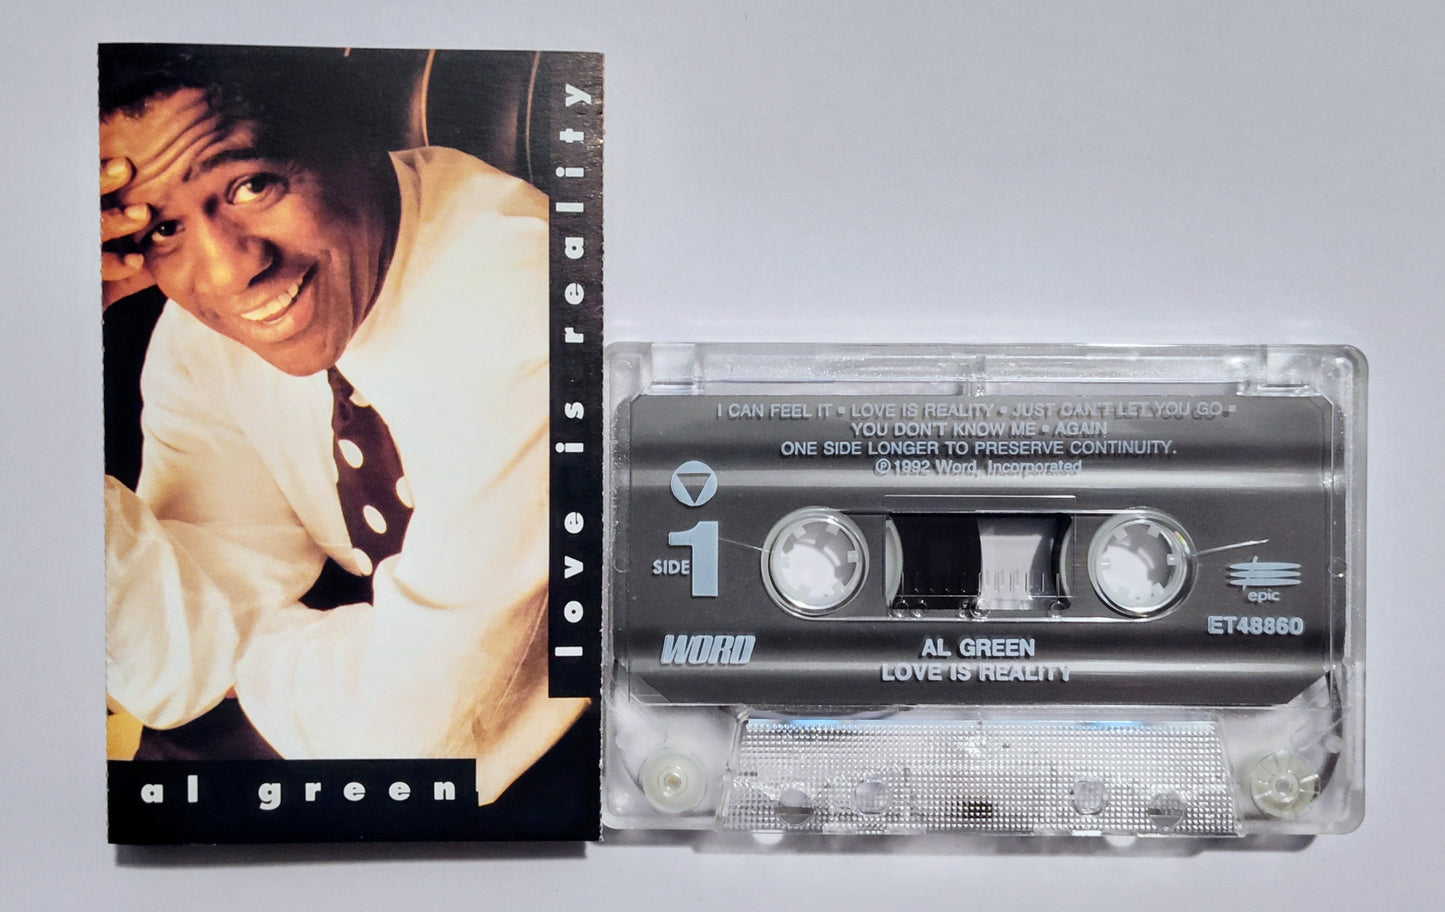 love is reality
al green
I CAN FEEL IT ▪ LOVE IS REALITY ▪ JUST CAN'T LET YOU GO ▪
YOU DON'T KNOW ME ▪ AGAIN
ONE SIDE LONGER TO PRESERVE CONTINUITY.
℗ 1992 Word, Incorporated
SIDE 1
epic
ET48860
WORD
AL GREEN
LOVE IS REALITY